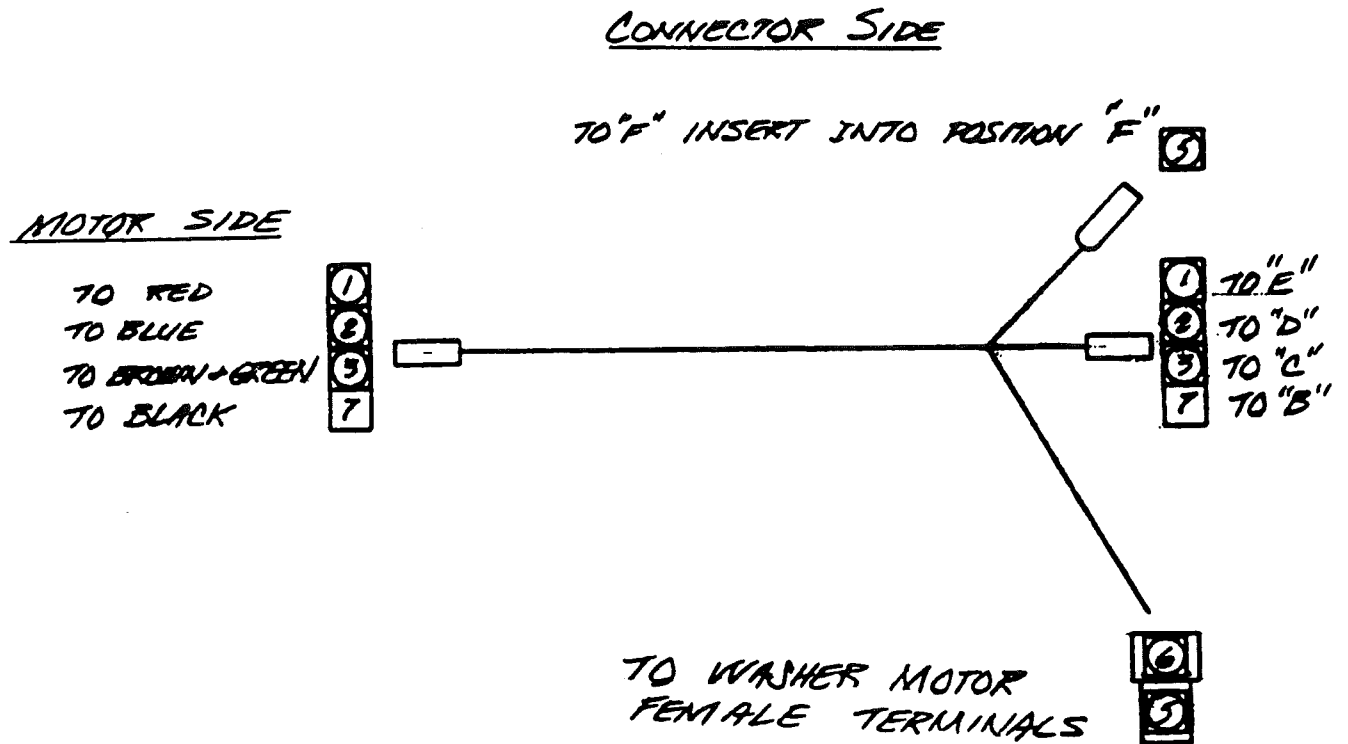 CONNECTOR SIDE
TO "F" INSERT INTO POSITION "F"
5
MOTOR SIDE
TO RED 1
TO BLUE 2
TO BROWN + GREEN 3
TO BLACK 7
1 TO "E"
2 TO "D"
3 TO "C"
7 TO "B"
6
TO WASHER MOTOR
FEMALE TERMINALS 5